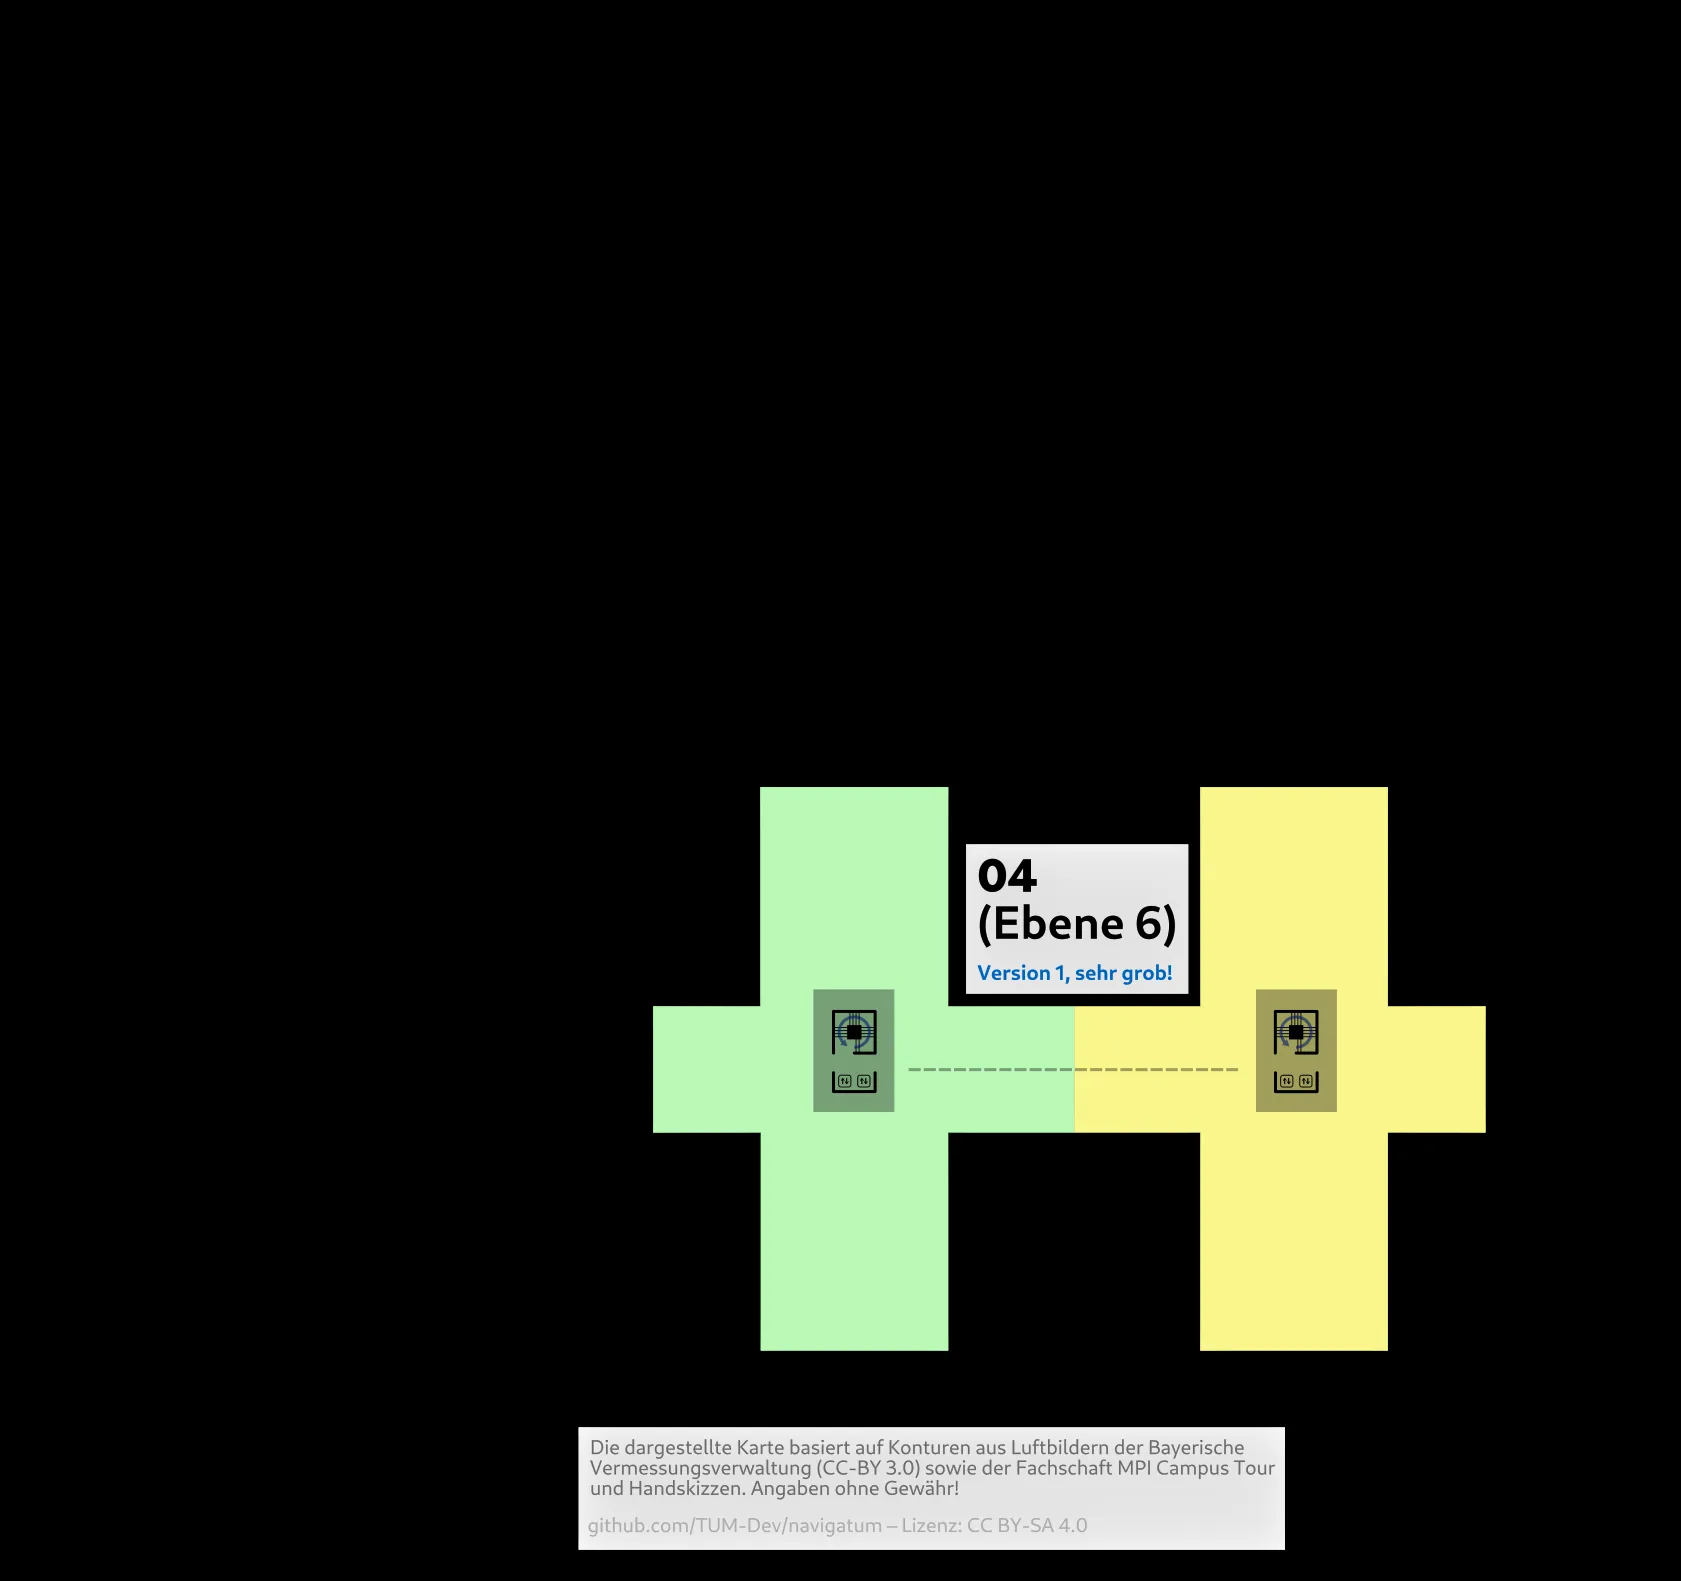 04
(Ebene 6)
Version 1, sehr grob!
Die dargestellte Karte basiert auf Konturen aus Luftbildern der Bayerische
Vermessungsverwaltung (CC-BY 3.0) sowie der Fachschaft MPI Campus Tour
und Handskizzen. Angaben ohne Gewähr!
github.com/TUM-Dev/navigatum – Lizenz: CC BY-SA 4.0